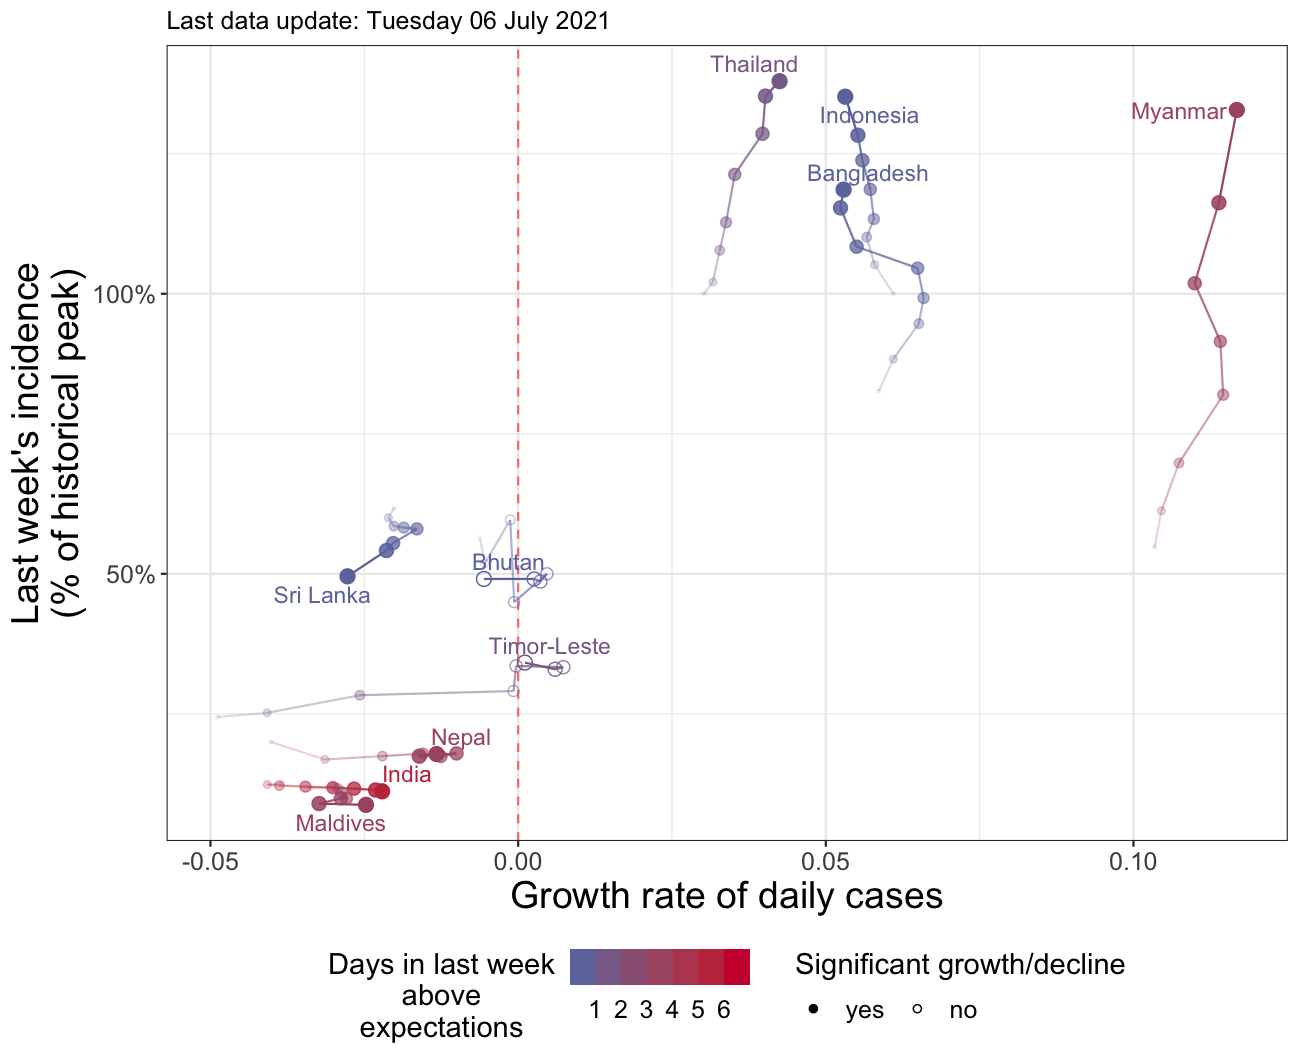 Last data update: Tuesday 06 July 2021
Thailand
Indonesia
Myanmar
Bangladesh
Sri Lanka
Bhutan
Timor-Leste
Nepal
India
Maldives
Last week's incidence
(% of historical peak)
100%
50%
-0.05 0.00 0.05 0.10
Growth rate of daily cases
Days in last week
above
expectations
1 2 3 4 5 6
Significant growth/decline
yes no